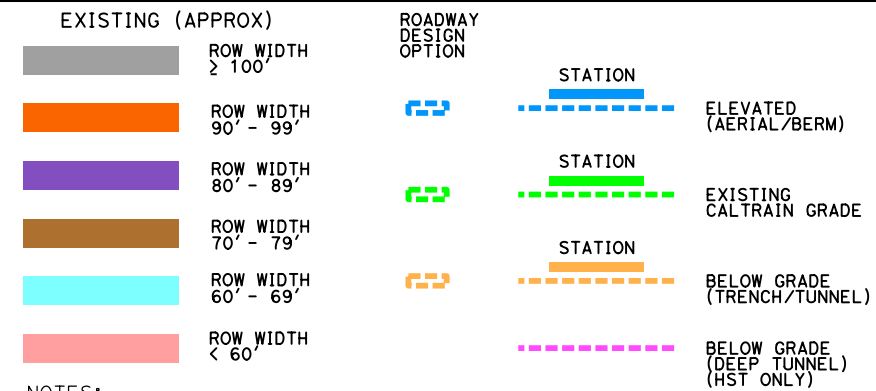 EXISTING (APPROX)
ROW WIDTH
≥ 100'
ROW WIDTH
90' - 99'
ROW WIDTH
80' - 89'
ROW WIDTH
70' - 79'
ROW WIDTH
60' - 69'
ROW WIDTH
< 60'
NOTES:
ROADWAY
DESIGN
OPTION
STATION
ELEVATED
(AERIAL/BERM)
STATION
EXISTING
CALTRAIN GRADE
STATION
BELOW GRADE
(TRENCH/TUNNEL)
BELOW GRADE
(DEEP TUNNEL)
(HST ONLY)